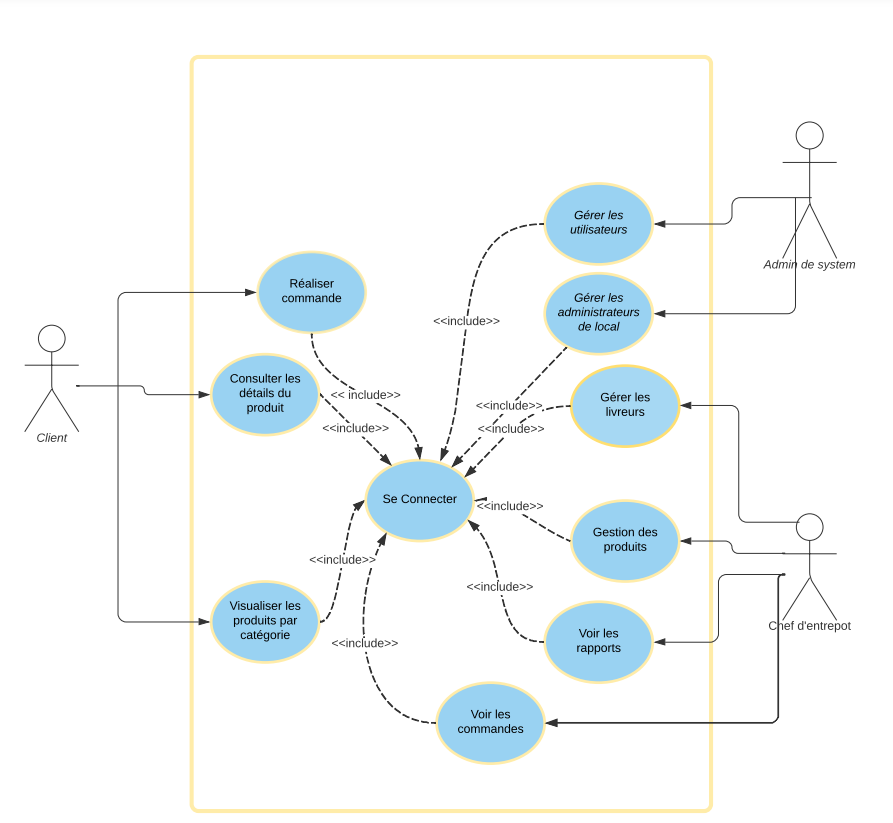 Gérer les
utilisateurs
Admin de system
Réaliser
commande
Gérer les
administrateurs
de local
<<include>>
Consulter les
détails du
produit
<< include>>
<<include>>
Gérer les
livreurs
<<include>>
<<include>>
Client
Se Connecter
<<include>>
Gestion des
produits
<<include>>
<<include>>
Visualiser les
produits par
catégorie
Chef d'entrepot
<<include>>
Voir les
rapports
Voir les
commandes